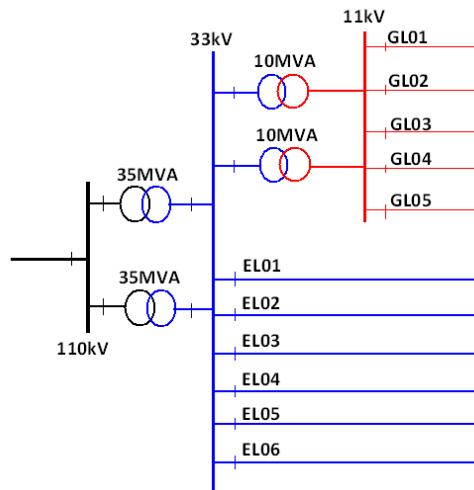 11kV
33kV
GL01
10MVA
GL02
GL03
10MVA
GL04
35MVA
GL05
EL01
35MVA
EL02
110kV
EL03
EL04
EL05
EL06